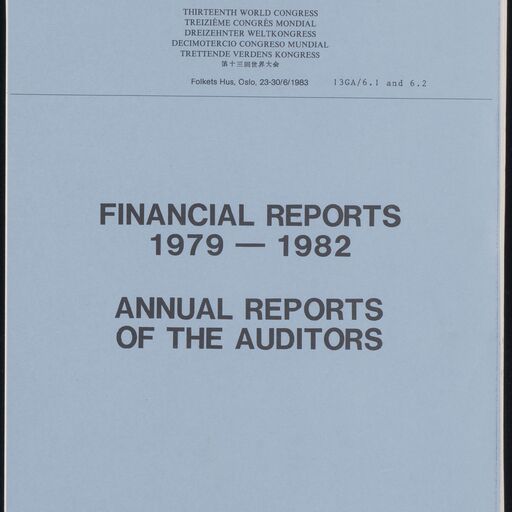 THIRTEENTH WORLD CONGRESS
TREIZIÈME CONGRÈS MONDIAL
DREIZEHNTER WELTKONGRESS
DECIMOTERCIO CONGRESO MUNDIAL
TRETTENDE VERDENS KONGRESS
第十三回世界大会
Folkets Hus, Oslo, 23-30/6/1983 13GA/6.1 and 6.2
FINANCIAL REPORTS
1979 — 1982
ANNUAL REPORTS
OF THE AUDITORS